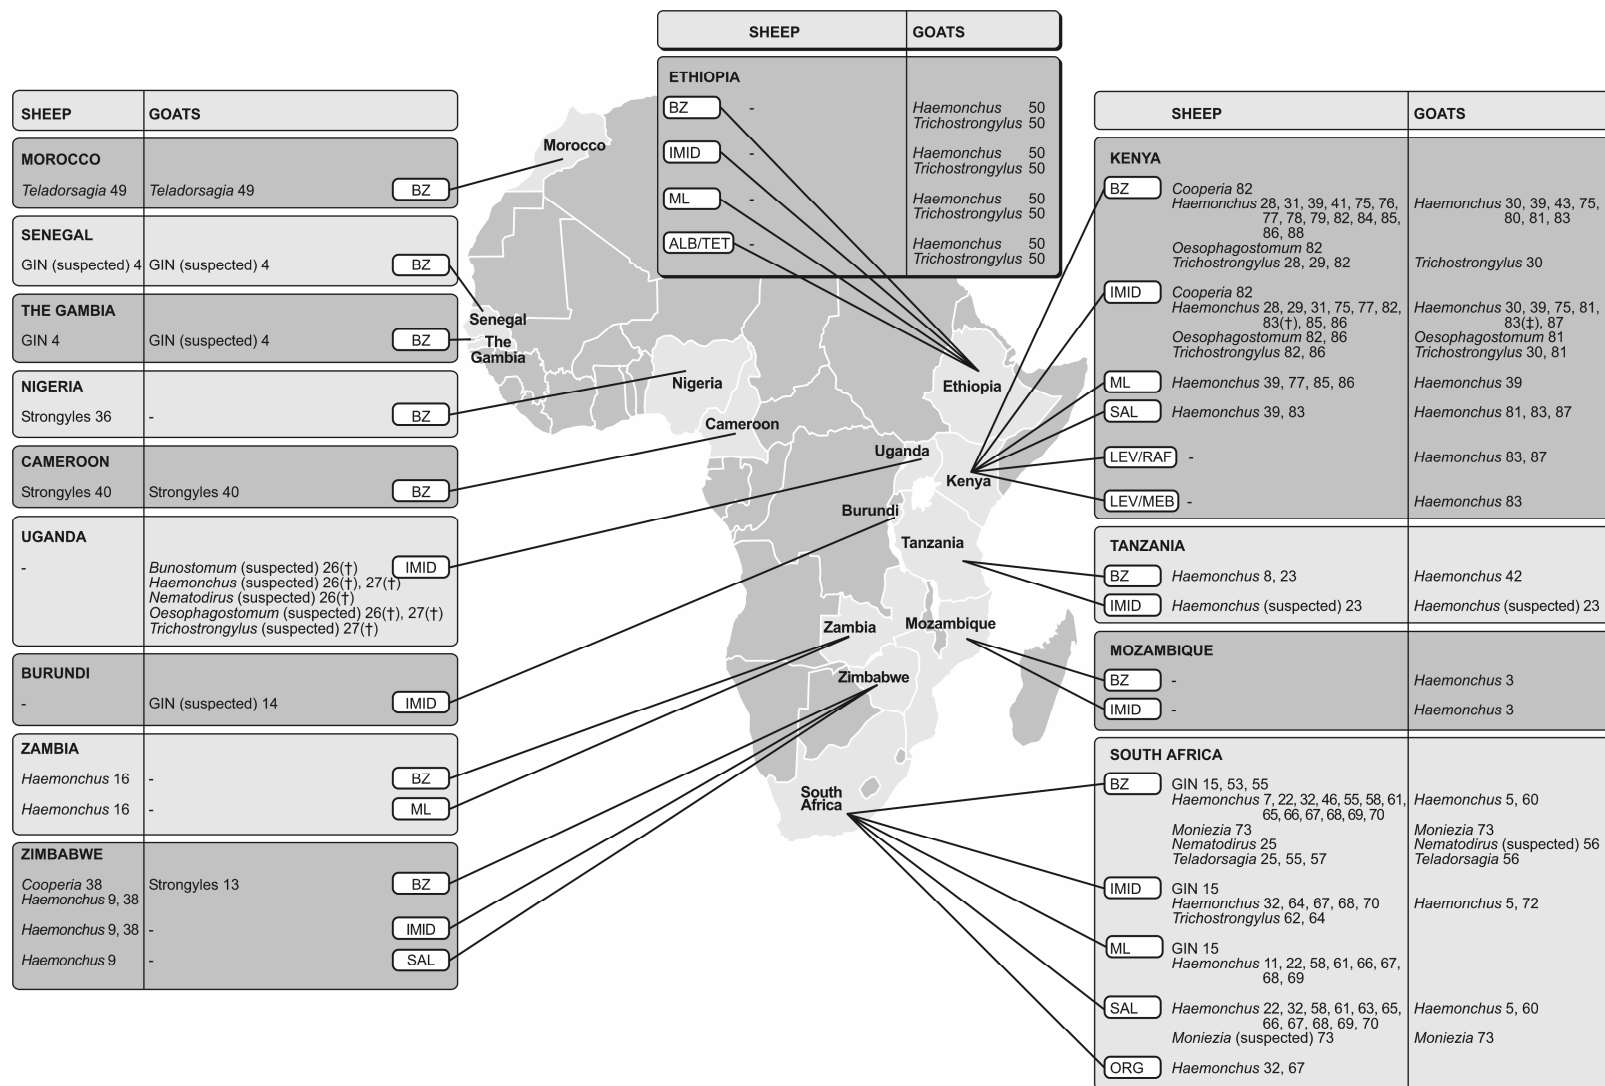 SHEEP GOATS
ETHIOPIA
BZ - Haemonchus 50
Trichostrongylus 50
IMID - Haemonchus 50
Trichostrongylus 50
ML - Haemonchus 50
Trichostrongylus 50
ALB/TET - Haemonchus 50
Trichostrongylus 50
SHEEP GOATS
MOROCCO
Teladorsagia 49 Teladorsagia 49 BZ
SENEGAL
GIN (suspected) 4 GIN (suspected) 4 BZ
THE GAMBIA
GIN 4 GIN (suspected) 4 BZ
NIGERIA
Strongyles 36 - BZ
CAMEROON
Strongyles 40 Strongyles 40 BZ
UGANDA
- Bunostomum (suspected) 26(†) IMID
Haemonchus (suspected) 26(†), 27(†)
Nematodirus (suspected) 26(†)
Oesophagostomum (suspected) 26(†), 27(†)
Trichostrongylus (suspected) 27(†)
BURUNDI
- GIN (suspected) 14 IMID
ZAMBIA
Haemonchus 16 - BZ
Haemonchus 16 - ML
ZIMBABWE
Cooperia 38 Strongyles 13 BZ
Haemonchus 9, 38
Haemonchus 9, 38 - IMID
Haemonchus 9 - SAL
Morocco
Senegal
The
Gambia
Nigeria
Cameroon
Ethiopia
Uganda
Kenya
Burundi
Tanzania
Zambia
Mozambique
Zimbabwe
South
Africa
SHEEP GOATS
KENYA
BZ Cooperia 82
Haemonchus 28, 31, 39, 41, 75, 76, Haemonchus 30, 39, 43, 75,
77, 78, 79, 82, 84, 85, 80, 81, 83
86, 88
Oesophagostomum 82
Trichostrongylus 28, 29, 82 Trichostrongylus 30
IMID Cooperia 82
Haemonchus 28, 29, 31, 75, 77, 82, Haemonchus 30, 39, 75, 81,
83(†), 85, 86 83(‡), 87
Oesophagostomum 82, 86 Oesophagostomum 81
Trichostrongylus 82, 86 Trichostrongylus 30, 81
ML Haemonchus 39, 77, 85, 86 Haemonchus 39
SAL Haemonchus 39, 83 Haemonchus 81, 83, 87
LEV/RAF - Haemonchus 83, 87
LEV/MEB - Haemonchus 83
TANZANIA
BZ Haemonchus 8, 23 Haemonchus 42
IMID Haemonchus (suspected) 23 Haemonchus (suspected) 23
MOZAMBIQUE
BZ - Haemonchus 3
IMID - Haemonchus 3
SOUTH AFRICA
BZ GIN 15, 53, 55
Haemonchus 7, 22, 32, 46, 55, 58, 61, Haemonchus 5, 60
65, 66, 67, 68, 69, 70
Moniezia 73 Moniezia 73
Nematodirus 25 Nematodirus (suspected) 56
Teladorsagia 25, 55, 57 Teladorsagia 56
IMID GIN 15
Haemonchus 32, 64, 67, 68, 70 Haemonchus 5, 72
Trichostrongylus 62, 64
ML GIN 15
Haemonchus 11, 22, 58, 61, 66, 67,
68, 69
SAL Haemonchus 22, 32, 58, 61, 63, 65, Haemonchus 5, 60
66, 67, 68, 69, 70
Moniezia (suspected) 73 Moniezia 73
ORG Haemonchus 32, 67